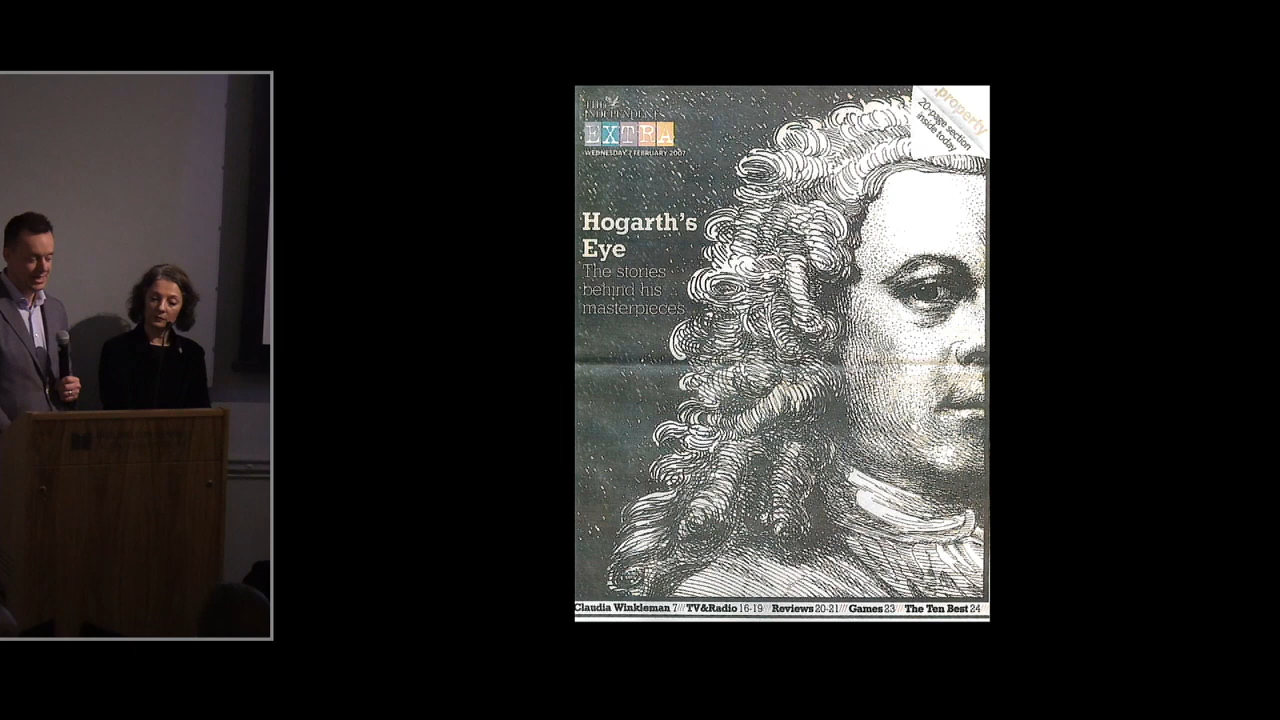 THE
INDEPENDENT
EXTRA
WEDNESDAY 7 FEBRUARY 2007
.property
20-page section
inside today
Hogarth's
Eye
The stories
behind his
masterpieces
Claudia Winkleman 7/// TV&Radio 16-19 /// Reviews 20-21 /// Games 23 /// The Ten Best 24